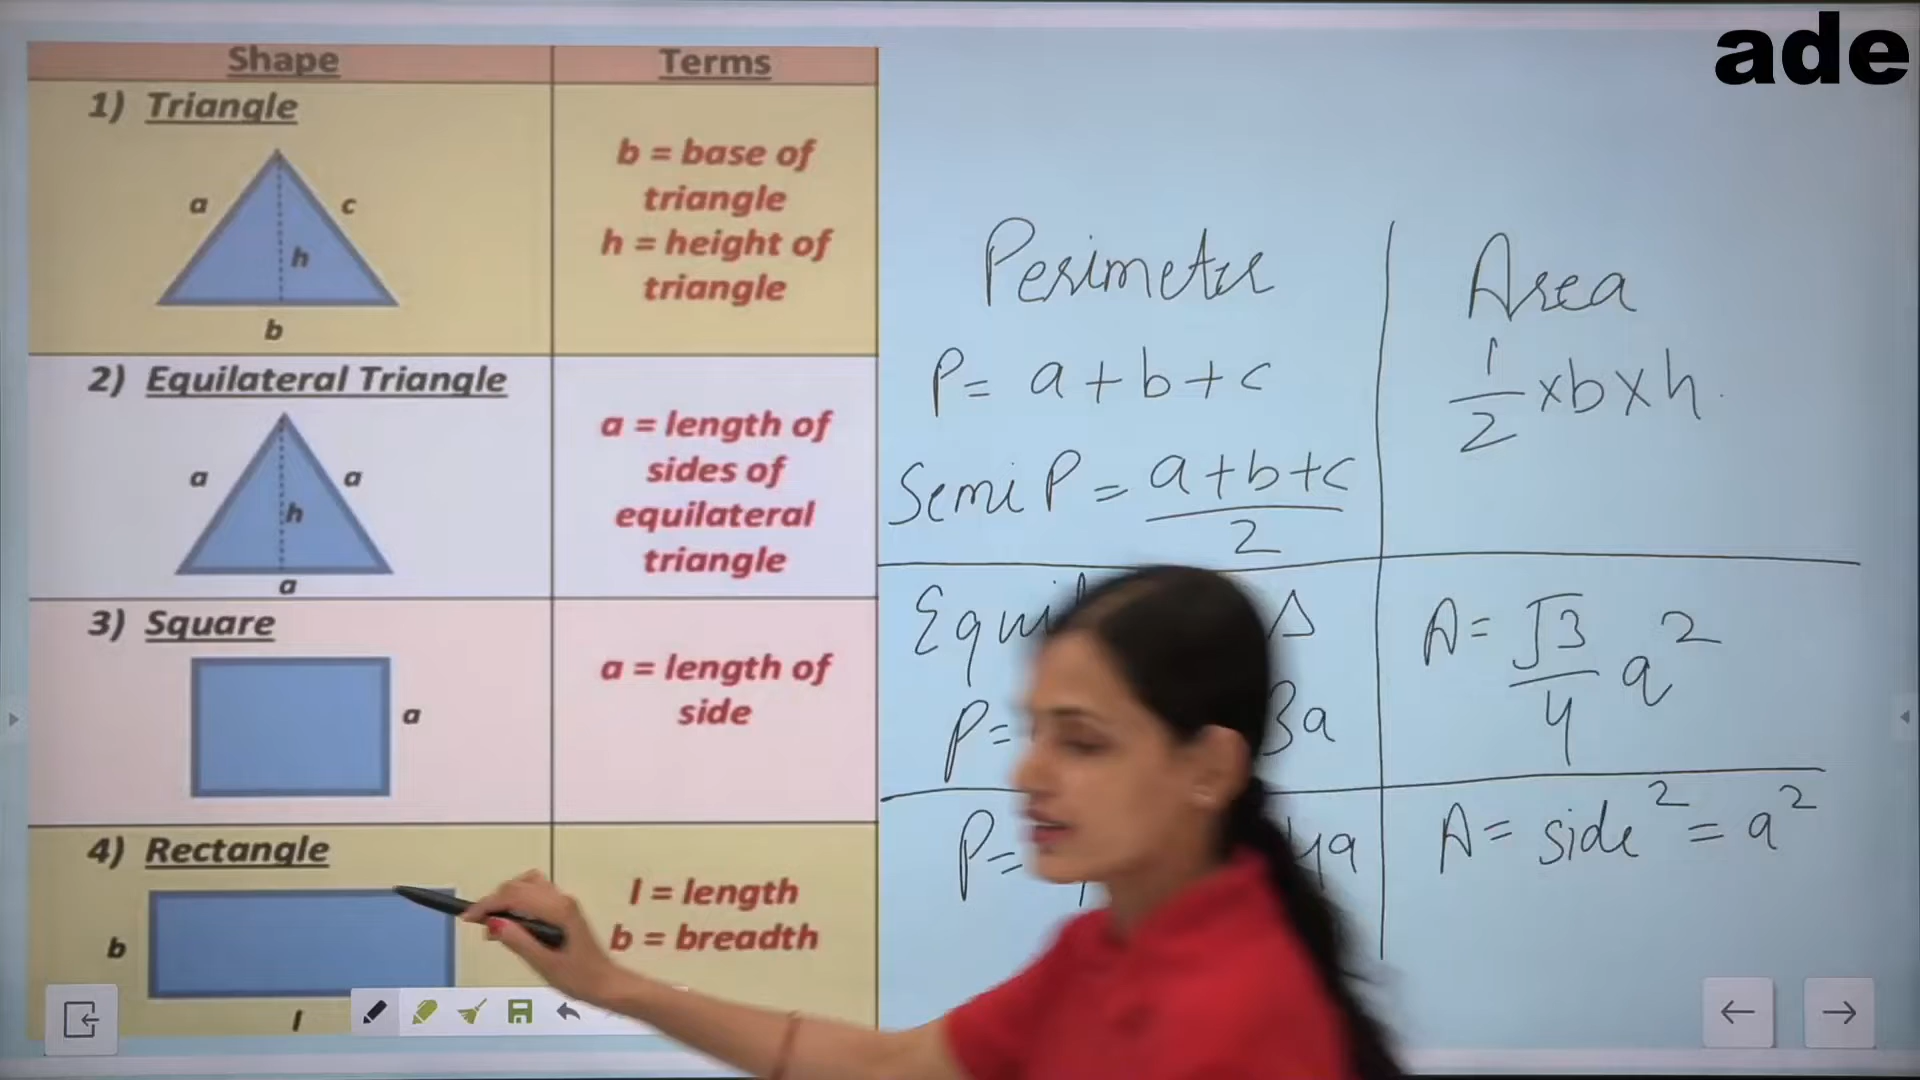 ade
Shape
Terms
1) Triangle
a
c
h
b
b = base of
triangle
h = height of
triangle
2) Equilateral Triangle
a
a
h
a
a = length of
sides of
equilateral
triangle
3) Square
a
a = length of
side
4) Rectangle
b
l
l = length
b = breadth
Perimeter
Area
P= a+b+c
1/2 xbxh
Semi P = a+b+c/2
Δ
A= √3/4 a²
P=
3a
P=
4a
A= side² = a²